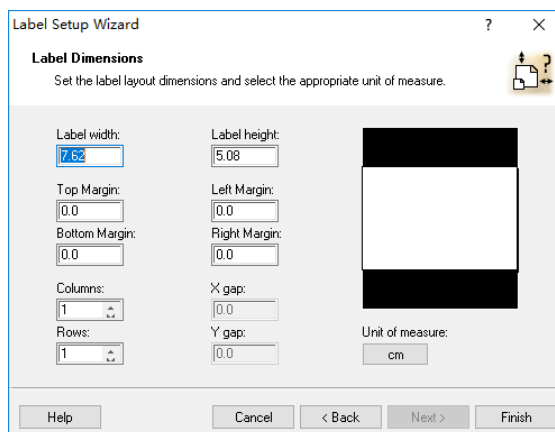 Label Setup Wizard ?
Label Dimensions
Set the label layout dimensions and select the appropriate unit of measure.
?
Label width: Label height:
7.62 5.08
Top Margin: Left Margin:
0.0 0.0
Bottom Margin: Right Margin:
0.0 0.0
Columns: X gap:
1 0.0
Rows: Y gap: Unit of measure:
1 0.0 cm
Help Cancel < Back Next > Finish